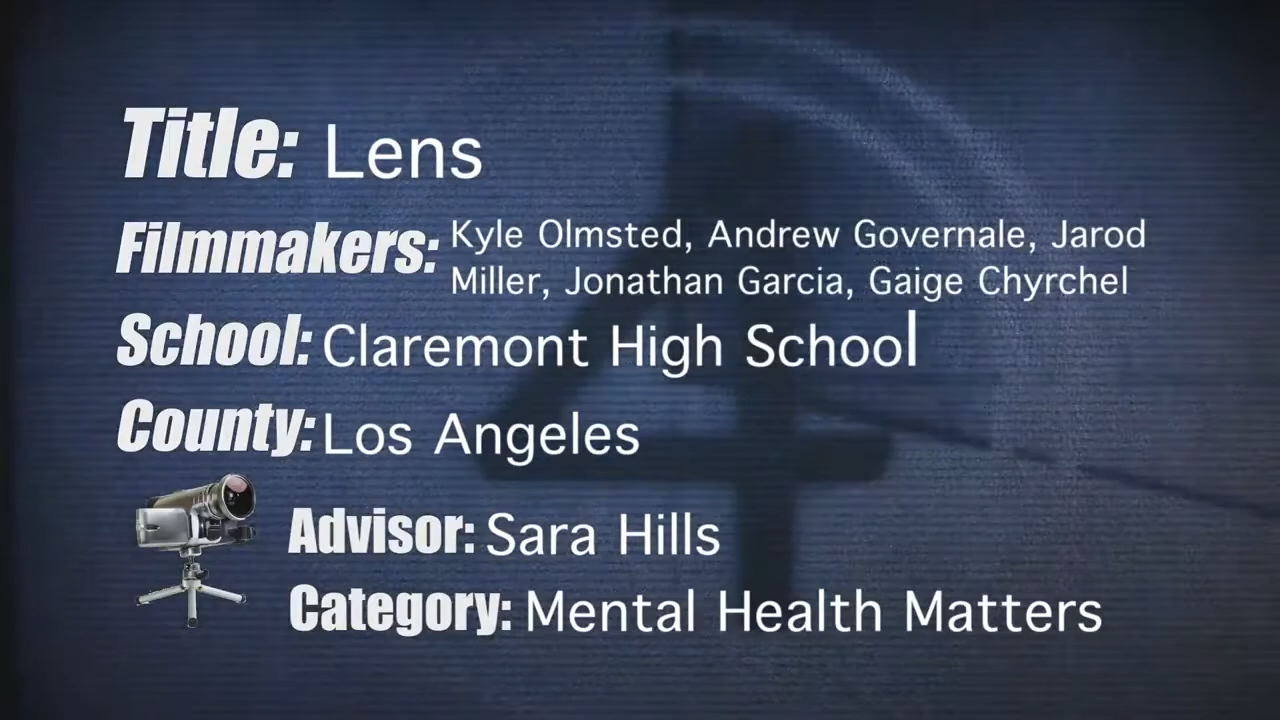 Title: Lens
Filmmakers: Kyle Olmsted, Andrew Governale, Jarod
Miller, Jonathan Garcia, Gaige Chyrchel
School: Claremont High School
County: Los Angeles
Advisor: Sara Hills
Category: Mental Health Matters
4